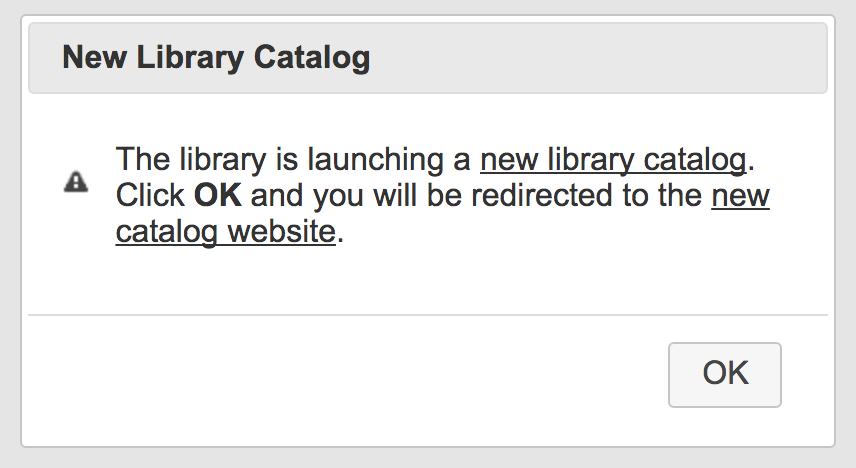 New Library Catalog
The library is launching a new library catalog.
Click OK and you will be redirected to the new
catalog website.
OK